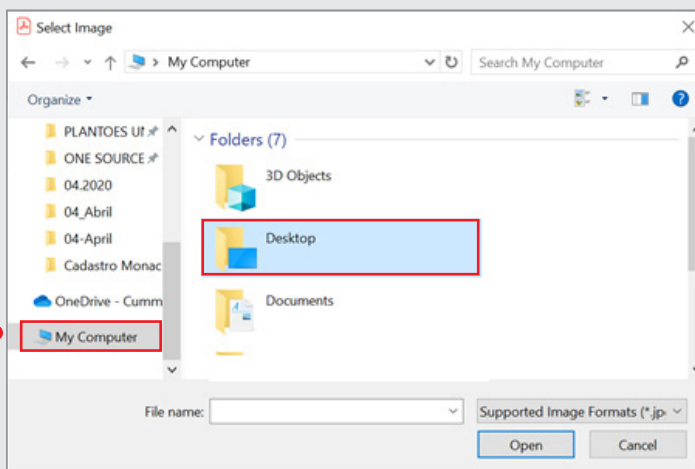 Select Image
My Computer
Search My Computer
Organize
PLANTOES
ONE SOURCE
04.2020
04_Abril
04-April
Cadastro Monac
OneDrive - Cumm
My Computer
Folders (7)
3D Objects
Desktop
Documents
File name:
Supported Image Formats (*.jp
Open
Cancel